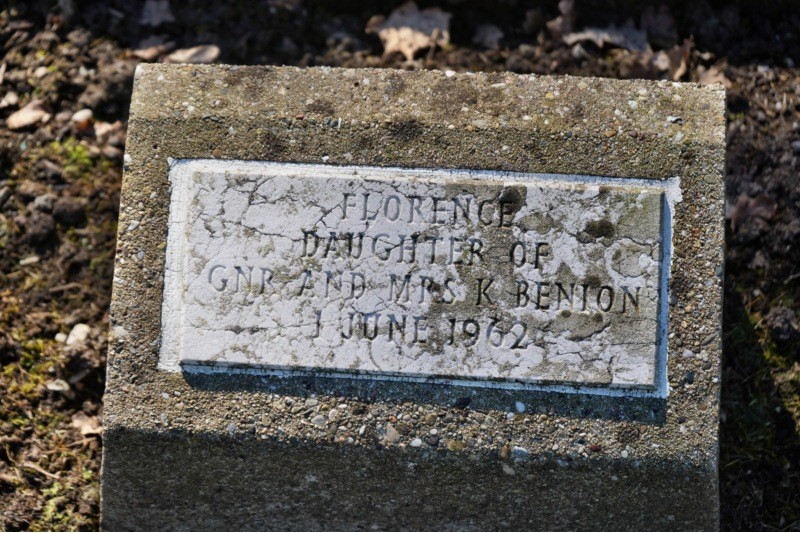 FLORENCE
DAUGHTER OF
GNR AND MRS K BENION
1 JUNE 1962